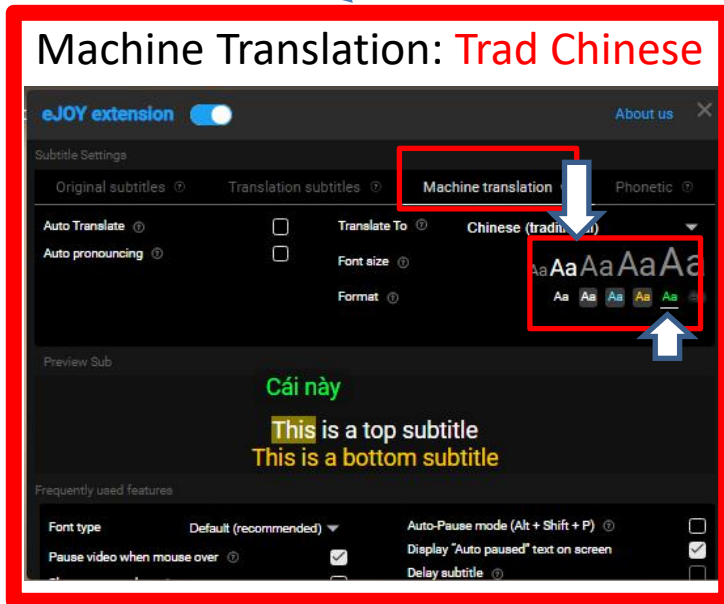 Machine Translation: Trad Chinese
eJOY extension
About us
Subtitle Settings
Original subtitles
Translation subtitles
Machine translation
Phonetic
Auto Translate
Translate To
Chinese (traditional)
Auto pronouncing
Font size
Aa Aa Aa Aa Aa
Format
Aa Aa Aa Aa Aa
Preview Sub
Cái này
This is a top subtitle
This is a bottom subtitle
Frequently used features
Font type
Default (recommended)
Auto-Pause mode (Alt + Shift + P)
Pause video when mouse over
Display "Auto paused" text on screen
Delay subtitle